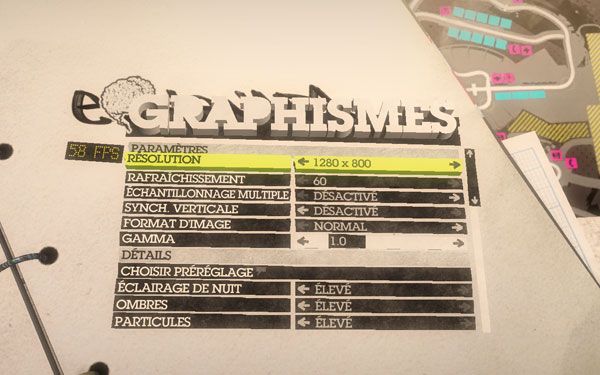 GRAPHISMES
58 FPS
PARAMÈTRES
RÉSOLUTION 1280 x 800
RAFRAÎCHISSEMENT 60
ÉCHANTILLONNAGE MULTIPLE DÉSACTIVÉ
SYNCH. VERTICALE DÉSACTIVÉ
FORMAT D'IMAGE NORMAL
GAMMA 1.0
DÉTAILS
CHOISIR PRÉRÉGLAGE
ÉCLAIRAGE DE NUIT ÉLEVÉ
OMBRES ÉLEVÉ
PARTICULES ÉLEVÉ